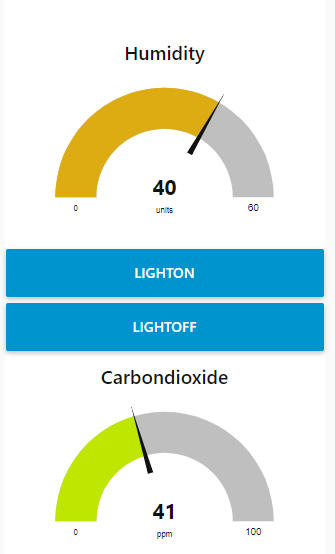 Humidity
40
0 units 60
LIGHTON
LIGHTOFF
Carbondioxide
41
0 ppm 100